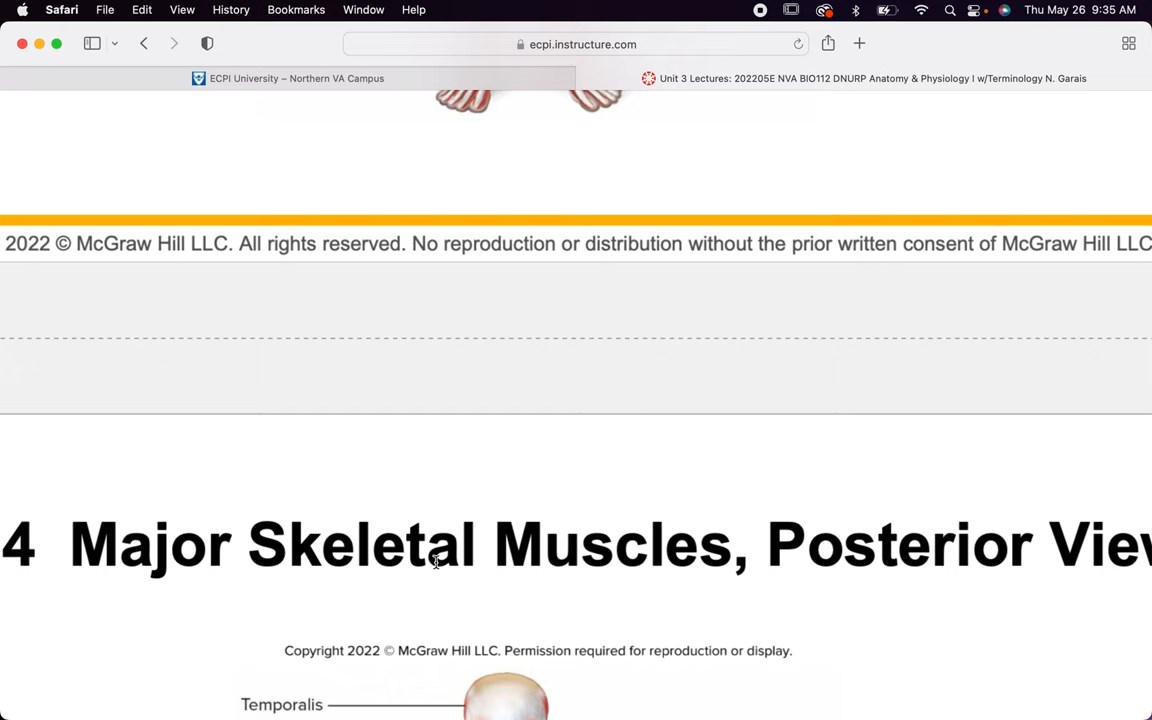 Safari File Edit View History Bookmarks Window Help Thu May 26 9:35 AM
ecpi.instructure.com
ECPI University – Northern VA Campus Unit 3 Lectures: 202205E NVA BIO112 DNURP Anatomy & Physiology I w/Terminology N. Garais
2022 © McGraw Hill LLC. All rights reserved. No reproduction or distribution without the prior written consent of McGraw Hill LLC
4 Major Skeletal Muscles, Posterior View
Copyright 2022 © McGraw Hill LLC. Permission required for reproduction or display.
Temporalis